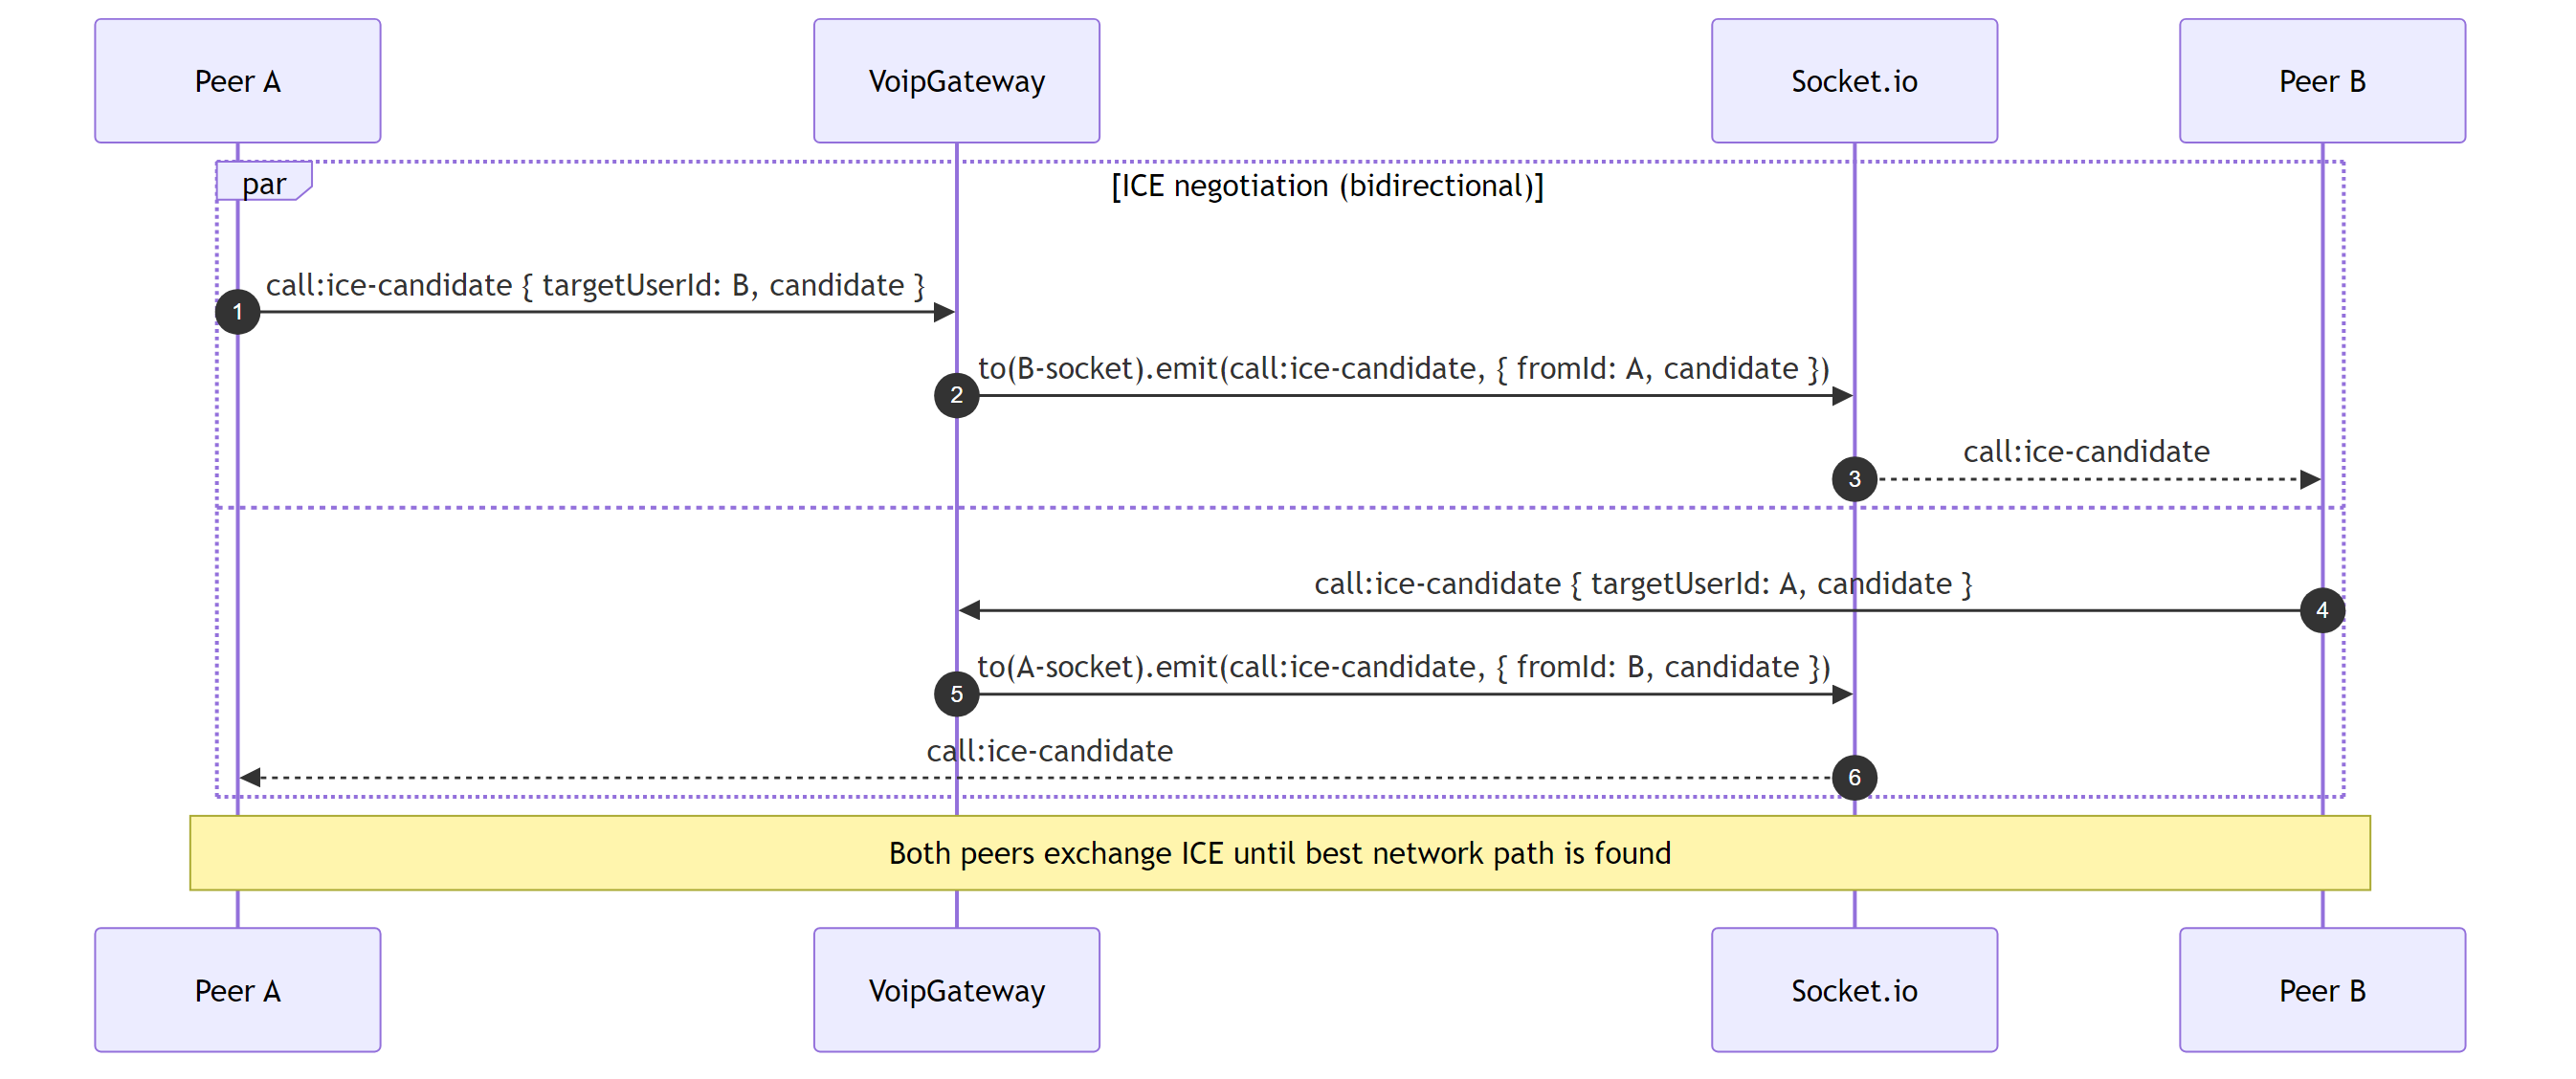 Peer A
VoipGateway
Socket.io
Peer B
par
[ICE negotiation (bidirectional)]
call:ice-candidate { targetUserId: B, candidate }
1
to(B-socket).emit(call:ice-candidate, { fromId: A, candidate })
2
call:ice-candidate
3
call:ice-candidate { targetUserId: A, candidate }
4
to(A-socket).emit(call:ice-candidate, { fromId: B, candidate })
5
call:ice-candidate
6
Both peers exchange ICE until best network path is found
Peer A
VoipGateway
Socket.io
Peer B